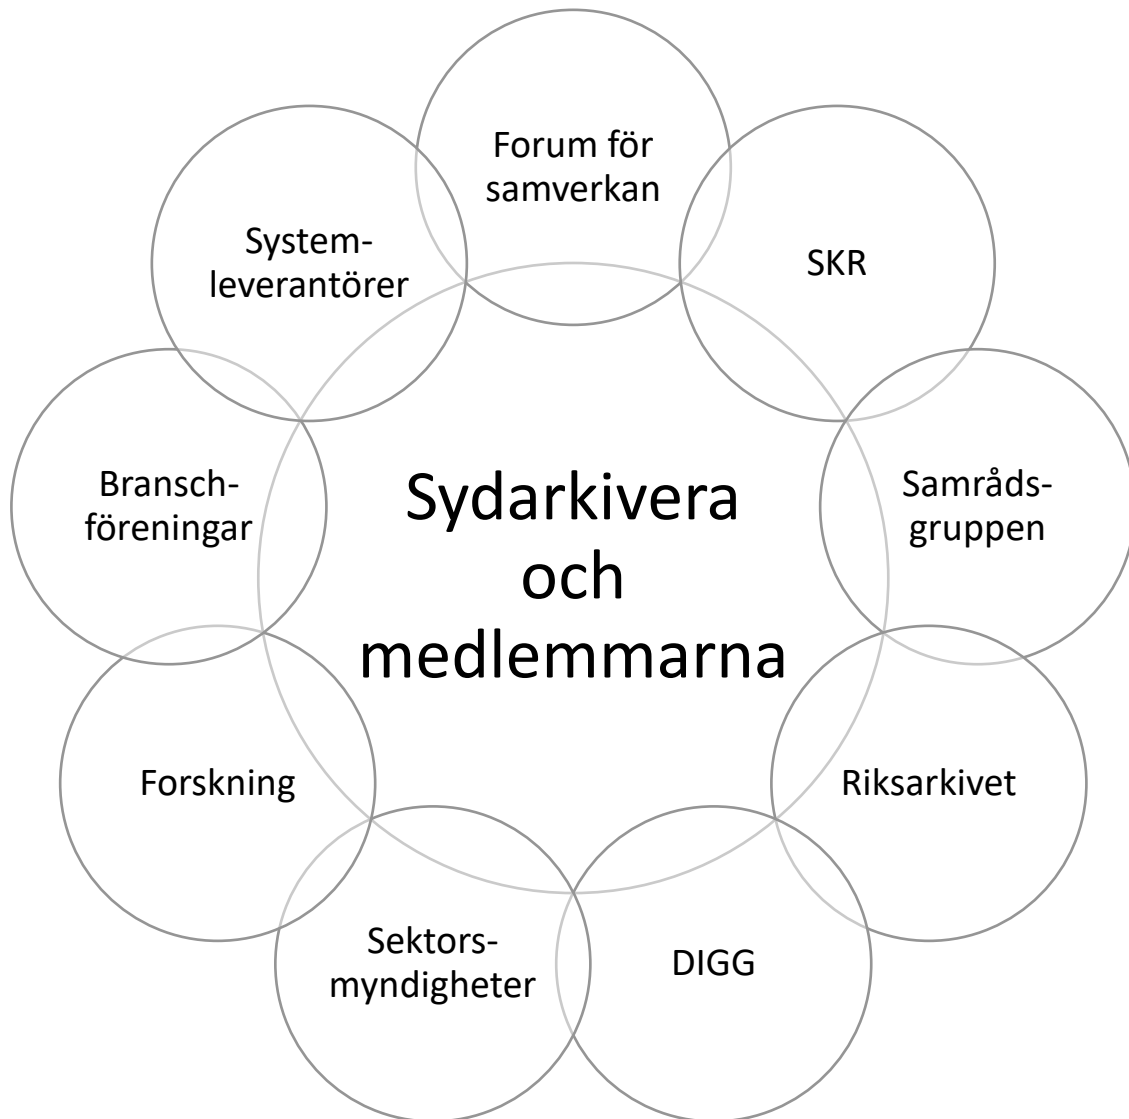 Forum för
samverkan
System-
leverantörer
SKR
Bransch-
föreningar
Sydarkivera
och
medlemmarna
Samråds-
gruppen
Forskning
Riksarkivet
Sektors-
myndigheter
DIGG